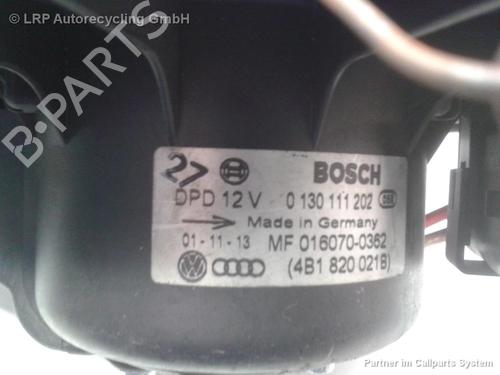 © LRP Autorecycling GmbH
27 BOSCH
DPD 12 V 0 130 111 202
Made in Germany
01-11-13 MF 016070-0362
(4B1 820 021B)
Partner im Callparts System